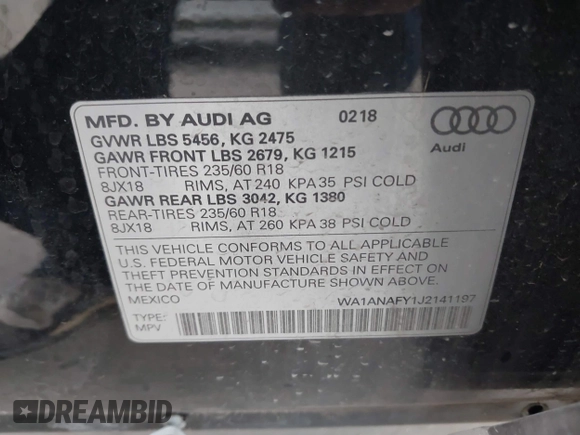 MFD. BY AUDI AG 0218
GVWR LBS 5456, KG 2475
GAWR FRONT LBS 2679, KG 1215
FRONT-TIRES 235/60 R18
8JX18 RIMS, AT 240 KPA 35 PSI COLD
GAWR REAR LBS 3042, KG 1380
REAR-TIRES 235/60 R18
8JX18 RIMS, AT 260 KPA 38 PSI COLD
Audi
THIS VEHICLE CONFORMS TO ALL APPLICABLE
U.S. FEDERAL MOTOR VEHICLE SAFETY AND
THEFT PREVENTION STANDARDS IN EFFECT ON
THE DATE OF MANUFACTURE SHOWN ABOVE.
MEXICO WA1ANAFY1J2141197
TYPE:
MPV
DREAMBID